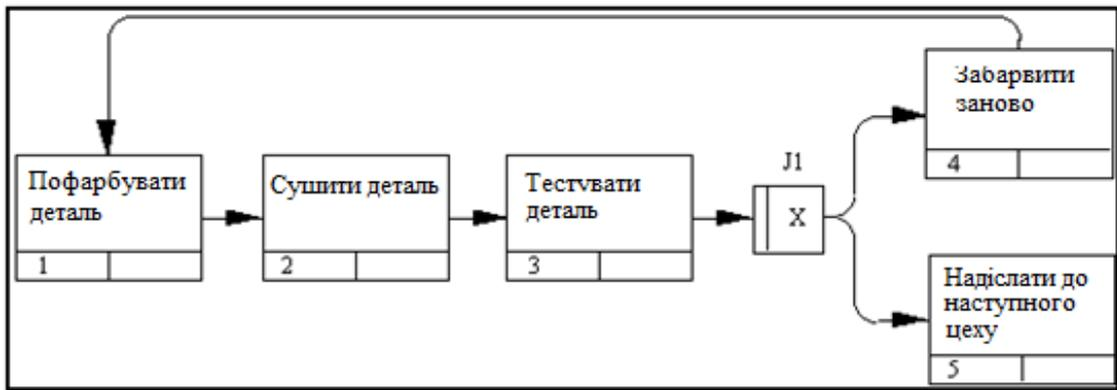 Забарвити
заново
4
J1
Пофарбувати
деталь
1
Сушити деталь
2
Тестувати
деталь
3
X
Надіслати до
наступного
цеху
5